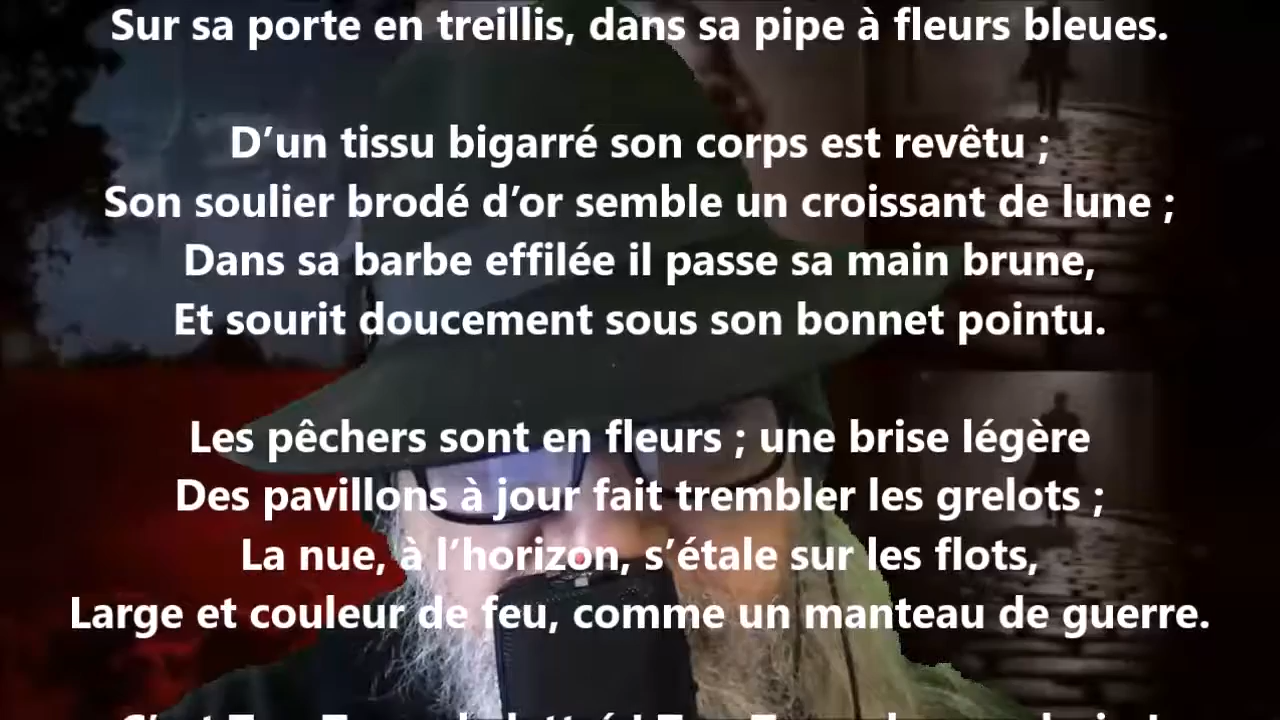 Sur sa porte en treillis, dans sa pipe à fleurs bleues.
D’un tissu bigarré son corps est revêtu ;
Son soulier brodé d’or semble un croissant de lune ;
Dans sa barbe effilée il passe sa main brune,
Et sourit doucement sous son bonnet pointu.
Les pêchers sont en fleurs ; une brise légère
Des pavillons à jour fait trembler les grelots ;
La nue, à l’horizon, s’étale sur les flots,
Large et couleur de feu, comme un manteau de guerre.